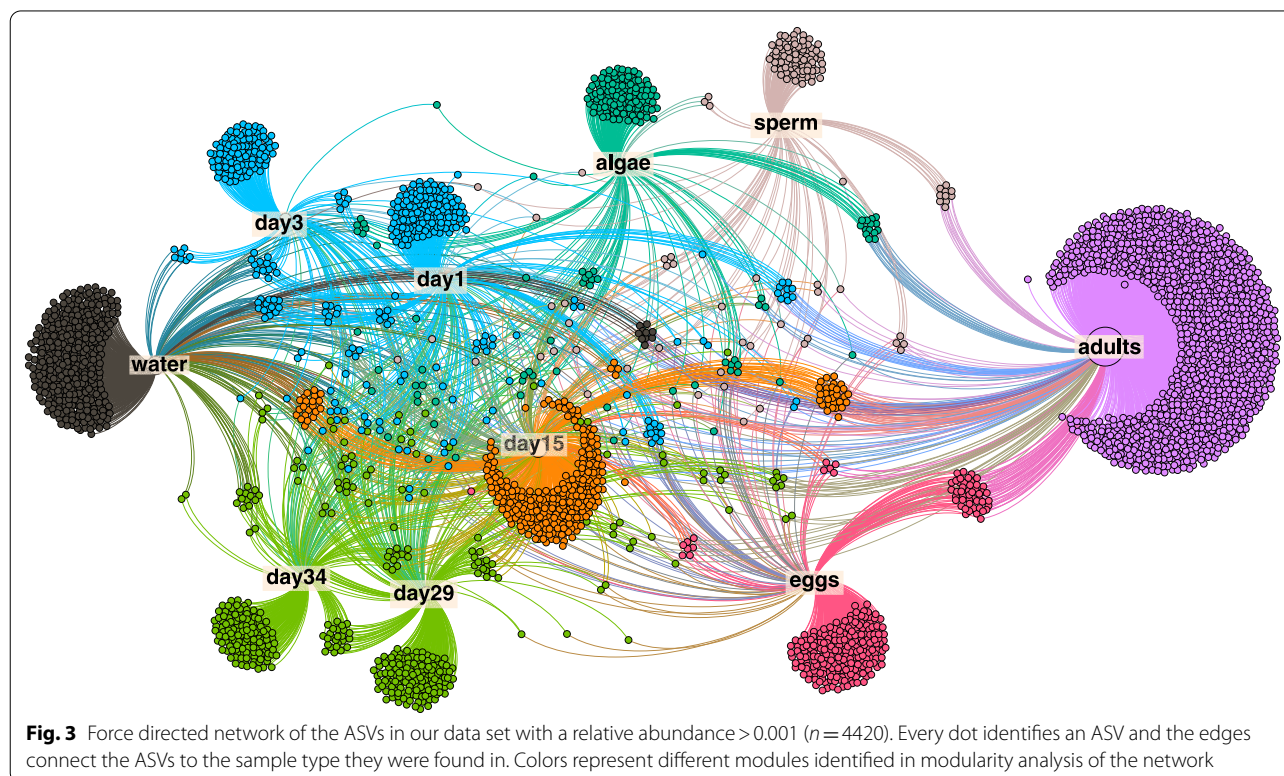 sperm
algae
day3
day1
water
adults
day15
day34
day29
eggs
Fig. 3 Force directed network of the ASVs in our data set with a relative abundance > 0.001 (n = 4420). Every dot identifies an ASV and the edges
connect the ASVs to the sample type they were found in. Colors represent different modules identified in modularity analysis of the network